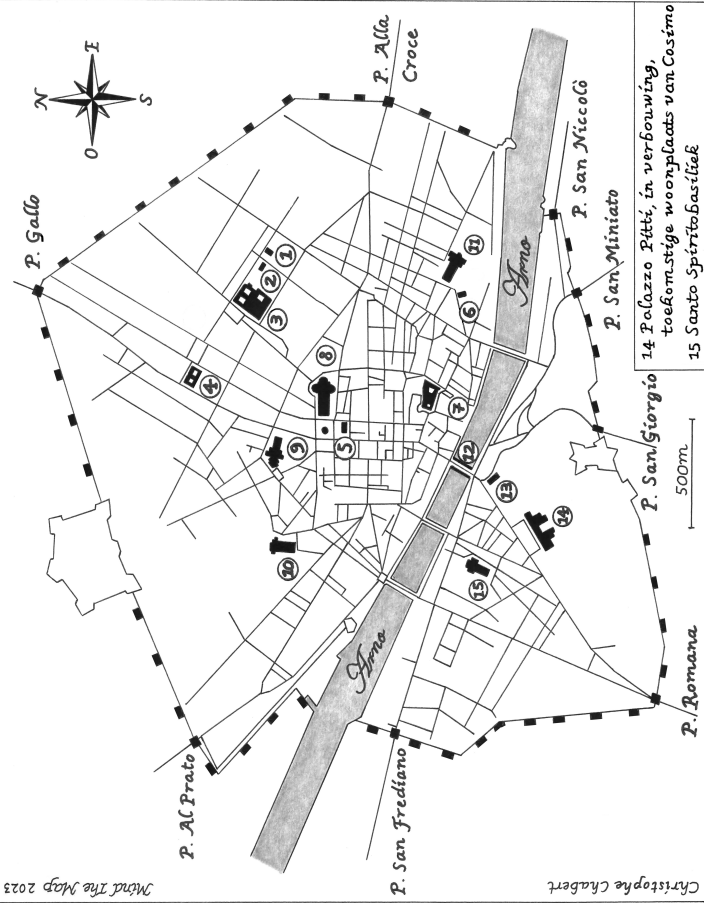 Mind The Map 2023
P. Gallo
N
O
E
S
P. Al Prato
4
3
2
1
10
9
8
5
P. Alla
Croce
Arno
P. San Frediano
7
6
11
12
15
13
14
Arno
P. San Niccolò
P. San Miniato
P. San Giorgio
500m
P. Romana
Christophe Chabert
14 Palazzo Pitti, in verbouwing,
toekomstige woonplaats van Cosimo
15 Santo Spiritobasiliek